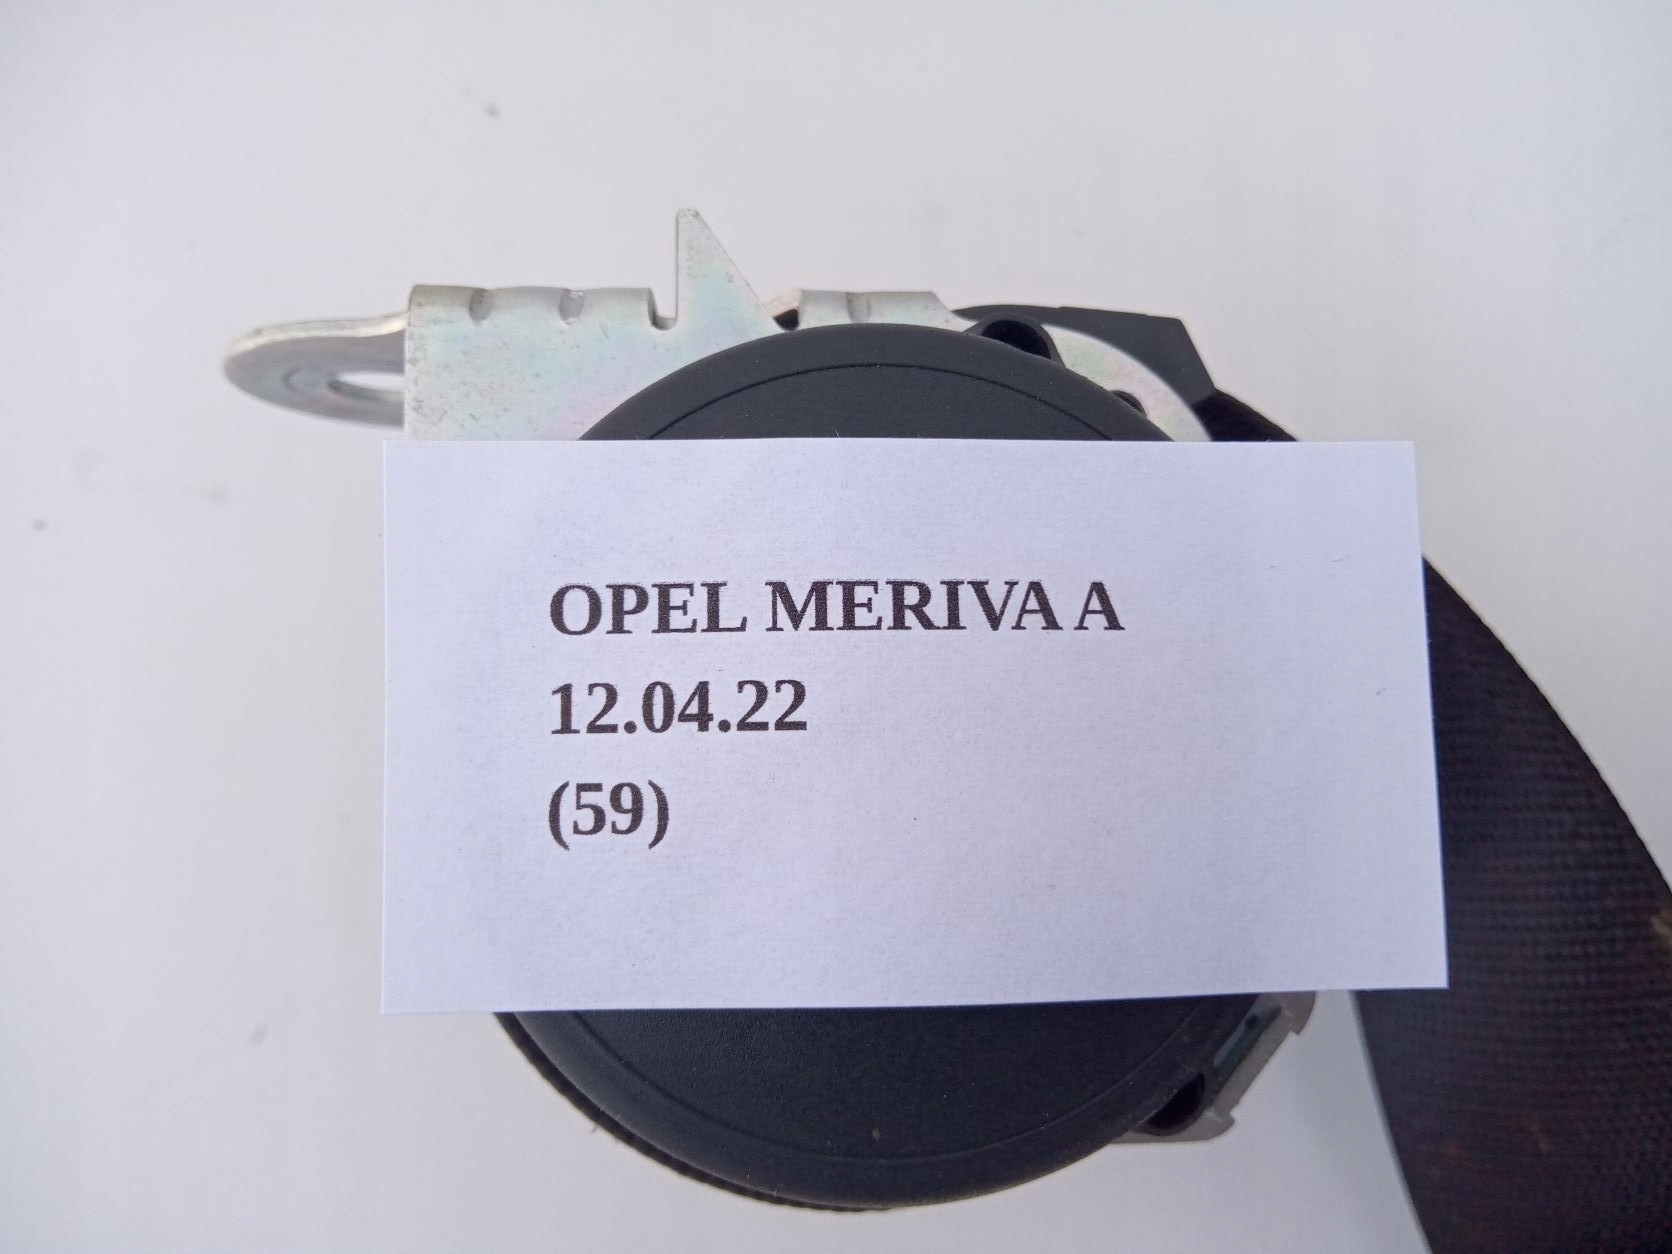 OPEL MERIVA A
12.04.22
(59)